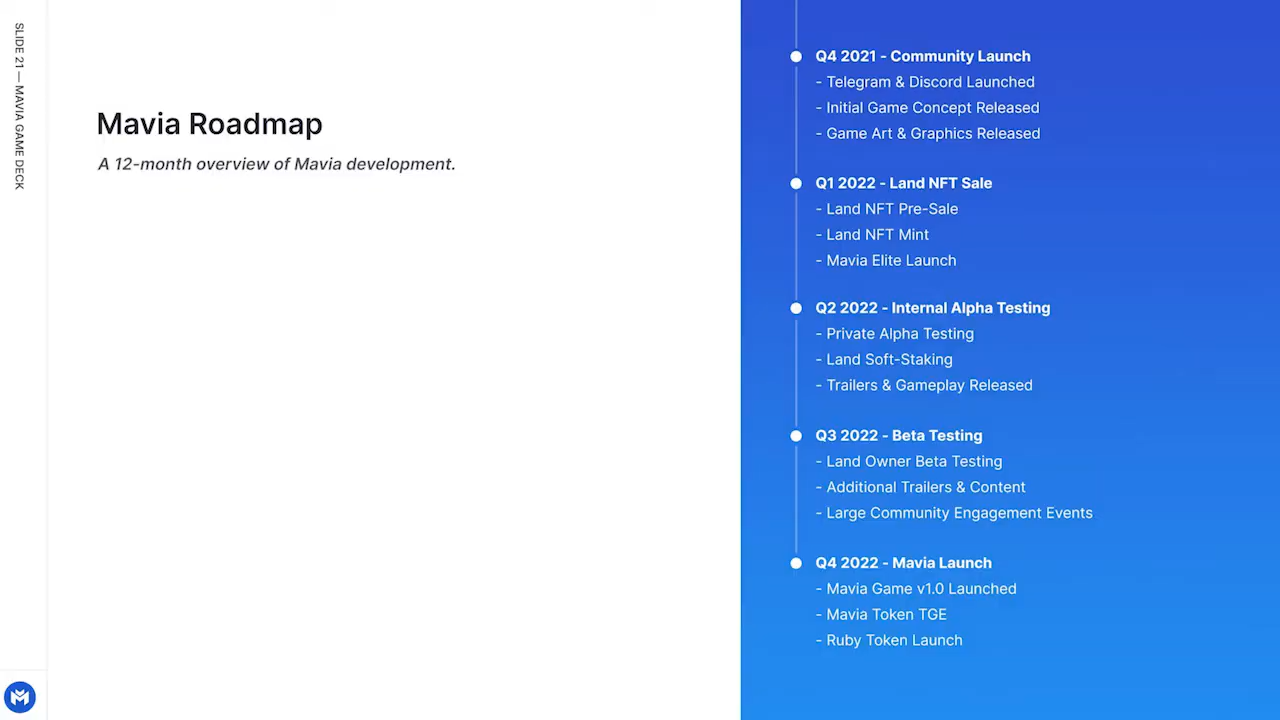 SLIDE 21 — MAVIA GAME DECK
Mavia Roadmap
A 12-month overview of Mavia development.
Q4 2021 - Community Launch
- Telegram & Discord Launched
- Initial Game Concept Released
- Game Art & Graphics Released
Q1 2022 - Land NFT Sale
- Land NFT Pre-Sale
- Land NFT Mint
- Mavia Elite Launch
Q2 2022 - Internal Alpha Testing
- Private Alpha Testing
- Land Soft-Staking
- Trailers & Gameplay Released
Q3 2022 - Beta Testing
- Land Owner Beta Testing
- Additional Trailers & Content
- Large Community Engagement Events
Q4 2022 - Mavia Launch
- Mavia Game v1.0 Launched
- Mavia Token TGE
- Ruby Token Launch